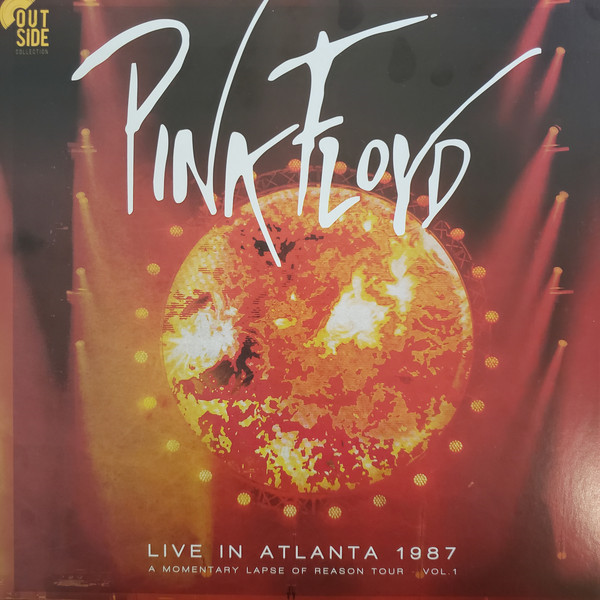 OUT
SIDE
COLLECTION
PINK FLOYD
LIVE IN ATLANTA 1987
A MOMENTARY LAPSE OF REASON TOUR VOL.1